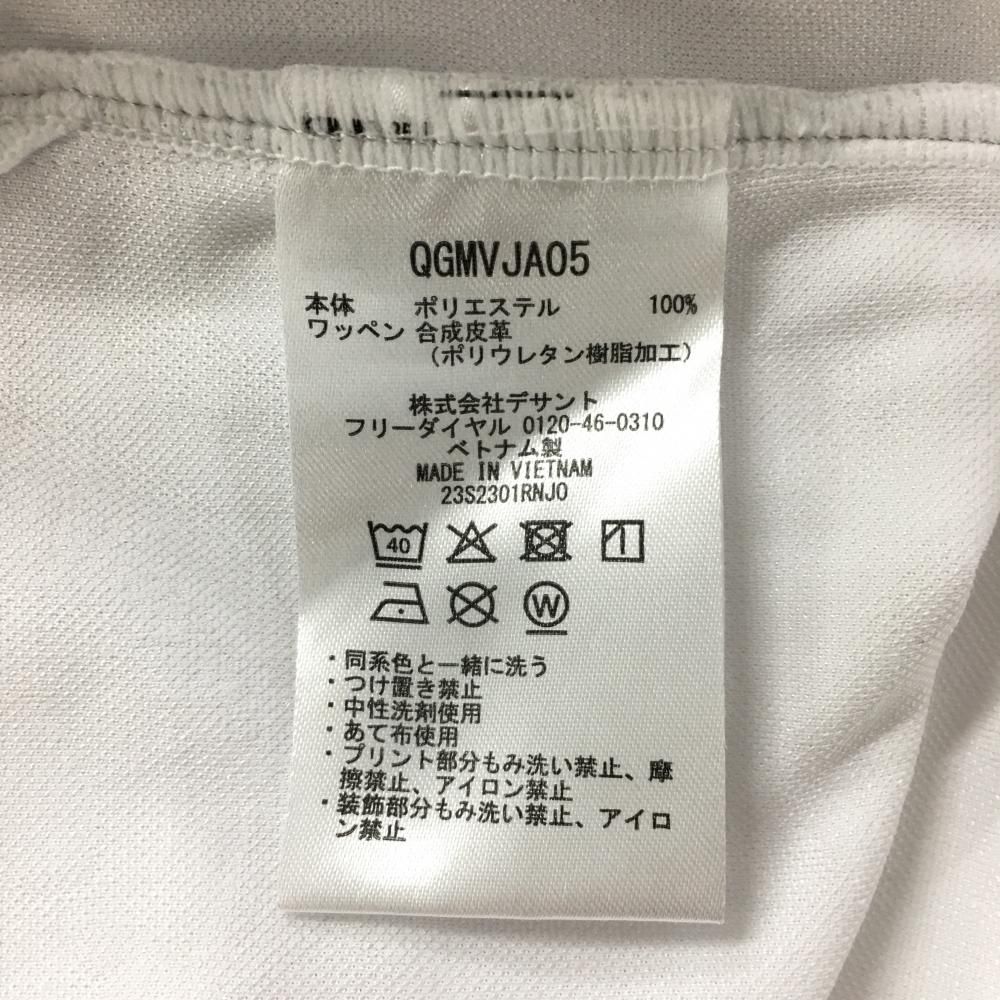 QGMVJA05
本体 ポリエステル 100%
ワッペン 合成皮革
（ポリウレタン樹脂加工）
株式会社デサント
フリーダイヤル 0120-46-0310
ベトナム製
MADE IN VIETNAM
23S2301RNJO
40
W
・同系色と一緒に洗う
・つけ置き禁止
・中性洗剤使用
・あて布使用
・プリント部分もみ洗い禁止、摩
擦禁止、アイロン禁止
・装飾部分もみ洗い禁止、アイロ
ン禁止